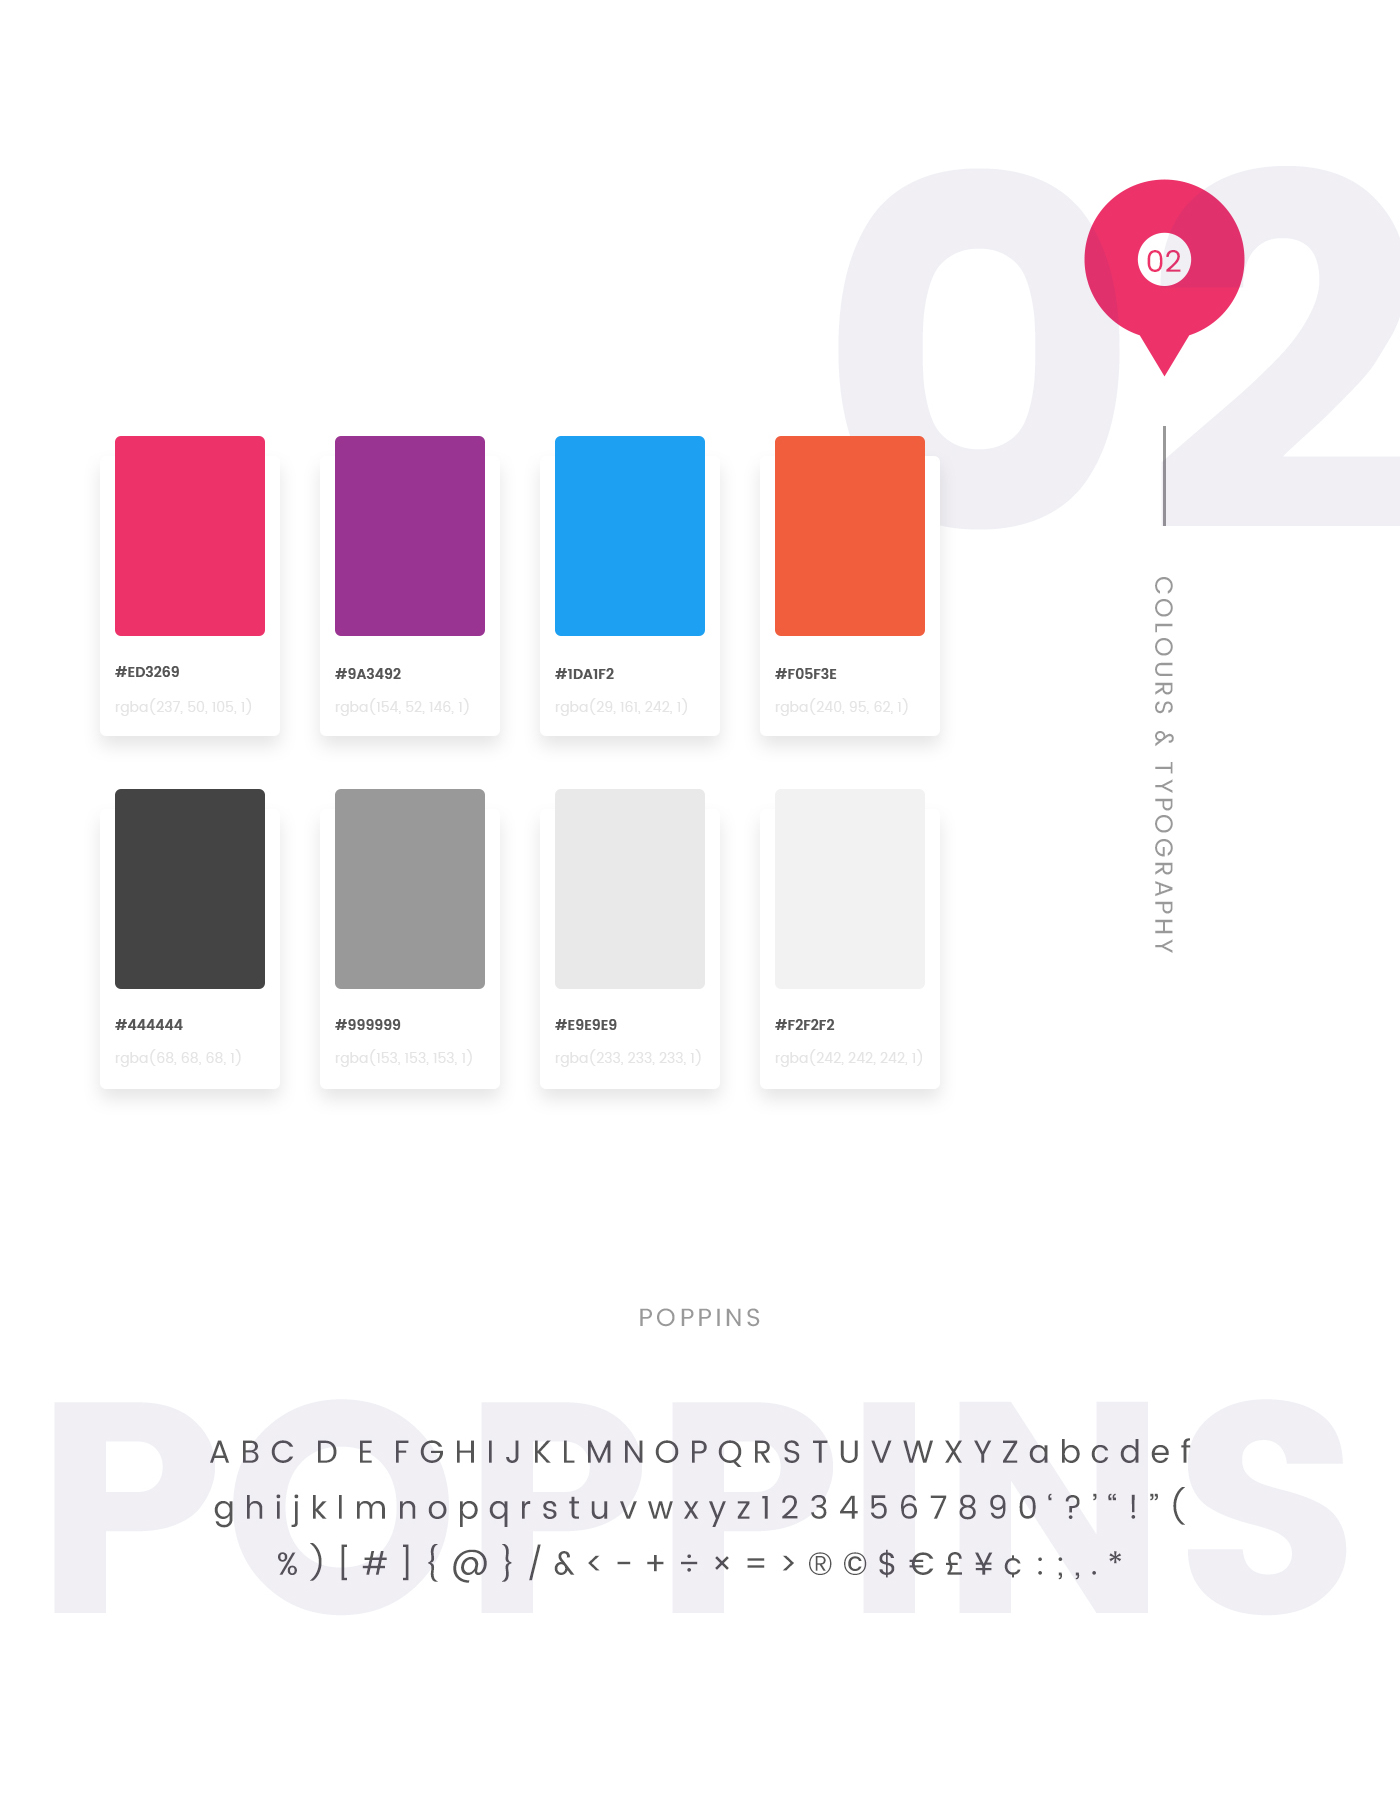 02
02
#ED3269
rgba(237, 50, 105, 1)
#9A3492
rgba(154, 52, 146, 1)
#1DA1F2
rgba(29, 161, 242, 1)
#F05F3E
rgba(240, 95, 62, 1)
COLOURS & TYPOGRAPHY
#444444
rgba(68, 68, 68, 1)
#999999
rgba(153, 153, 153, 1)
#E9E9E9
rgba(233, 233, 233, 1)
#F2F2F2
rgba(242, 242, 242, 1)
POPPINS
POPPINS
A B C D E F G H I J K L M N O P Q R S T U V W X Y Z a b c d e f
g h i j k l m n o p q r s t u v w x y z 1 2 3 4 5 6 7 8 9 0 ‘ ? ’ “ ! ” (
% ) [ # ] { @ } / & < - + ÷ × = > ® © $ € £ ¥ ¢ : ; , . *